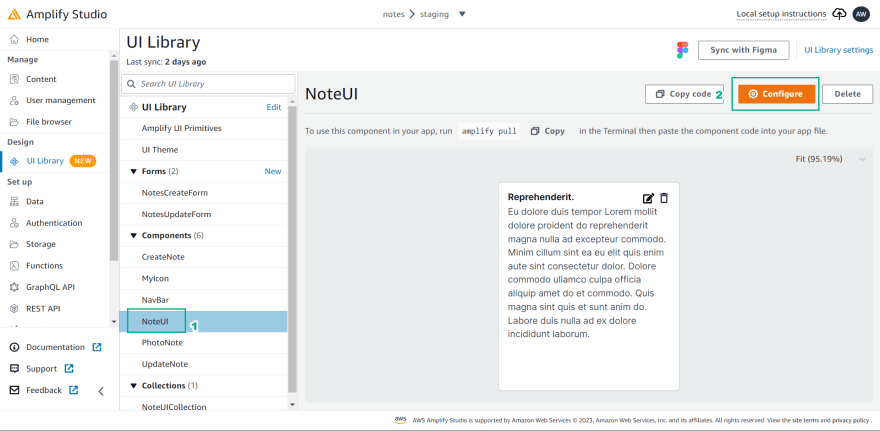 Amplify Studio
notes > staging
Local setup instructions
AW
Home
Manage
Content
User management
File browser
Design
UI Library NEW
Set up
Data
Authentication
Storage
Functions
GraphQL API
REST API
Documentation
Support
Feedback
UI Library
Last sync: 2 days ago
Sync with Figma
UI Library settings
Search UI Library
UI Library Edit
Amplify UI Primitives
UI Theme
Forms (2) New
NotesCreateForm
NotesUpdateForm
Components (6)
CreateNote
MyIcon
NavBar
NoteUI 1
PhotoNote
UpdateNote
Collections (1)
NoteUICollection
NoteUI
Copy code 2 Configure Delete
To use this component in your app, run amplify pull Copy in the Terminal then paste the component code into your app file.
Fit (95.19%)
Reprehenderit.
Eu dolore duis tempor Lorem mollit
dolore proident do reprehenderit
magna nulla ad excepteur commodo.
Minim cillum sint ea eu elit quis enim
aute sint consectetur dolor. Dolore
commodo ullamco culpa officia
aliquip amet do et commodo. Quis
magna sint quis et sunt anim do.
Labore duis nulla ad ex dolore
incididunt laborum.
aws AWS Amplify Studio is supported by Amazon Web Services © 2023, Amazon Web Services, Inc. and its affiliates. All rights reserved. View the site terms and privacy policy .